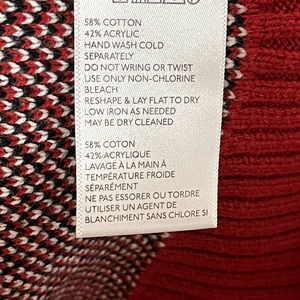 58% COTTON
42% ACRYLIC
HAND WASH COLD
SEPARATELY
DO NOT WRING OR TWIST
USE ONLY NON-CHLORINE
BLEACH
RESHAPE & LAY FLAT TO DRY
LOW IRON AS NEEDED
MAY BE DRY CLEANED
58% COTON
42% ACRYLIQUE
LAVAGE À LA MAIN À
TEMPÉRATURE FROIDE
SÉPARÉMENT
NE PAS ESSORER OU TORDRE
UTILISER UN AGENT DE
BLANCHIMENT SANS CHLORE SI